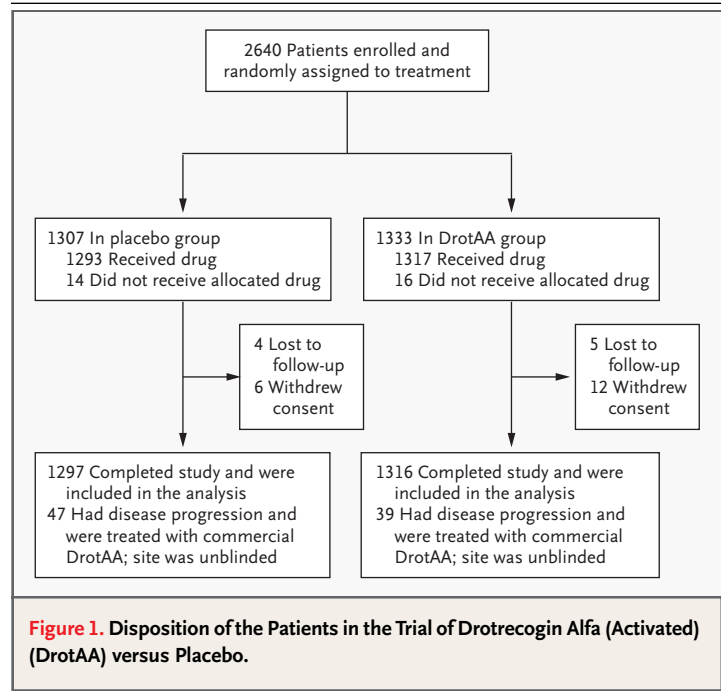 2640 Patients enrolled and
randomly assigned to treatment
1307 In placebo group
1293 Received drug
14 Did not receive allocated drug
1333 In DrotAA group
1317 Received drug
16 Did not receive allocated drug
4 Lost to
follow-up
6 Withdrew
consent
5 Lost to
follow-up
12 Withdrew
consent
1297 Completed study and were
included in the analysis
47 Had disease progression and
were treated with commercial
DrotAA; site was unblinded
1316 Completed study and were
included in the analysis
39 Had disease progression and
were treated with commercial
DrotAA; site was unblinded
Figure 1. Disposition of the Patients in the Trial of Drotrecogin Alfa (Activated)
(DrotAA) versus Placebo.